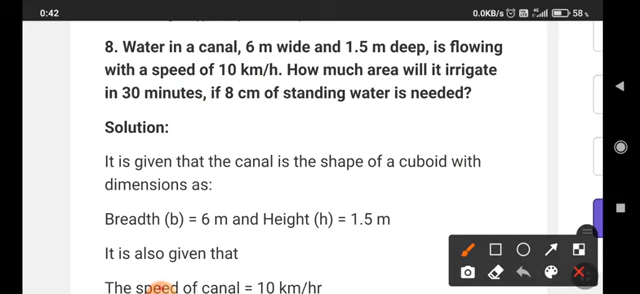 0:42
0.0KB/s 58%
8. Water in a canal, 6 m wide and 1.5 m deep, is flowing
with a speed of 10 km/h. How much area will it irrigate
in 30 minutes, if 8 cm of standing water is needed?
Solution:
It is given that the canal is the shape of a cuboid with
dimensions as:
Breadth (b) = 6 m and Height (h) = 1.5 m
It is also given that
The speed of canal = 10 km/hr